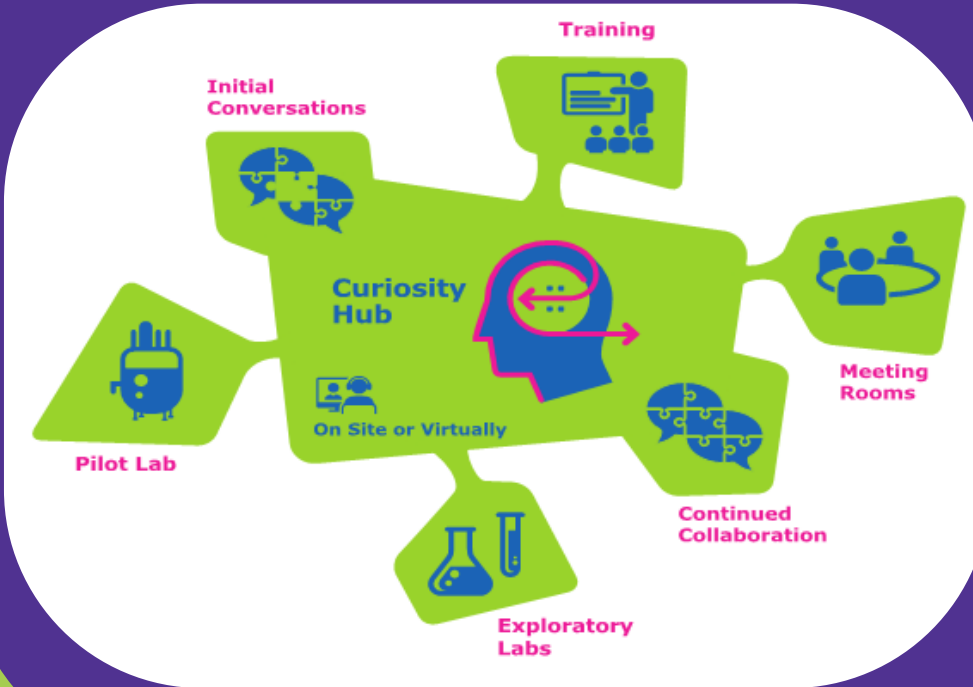 Training
Initial
Conversations
Curiosity
Hub
On Site or Virtually
Meeting
Rooms
Pilot Lab
Continued
Collaboration
Exploratory
Labs